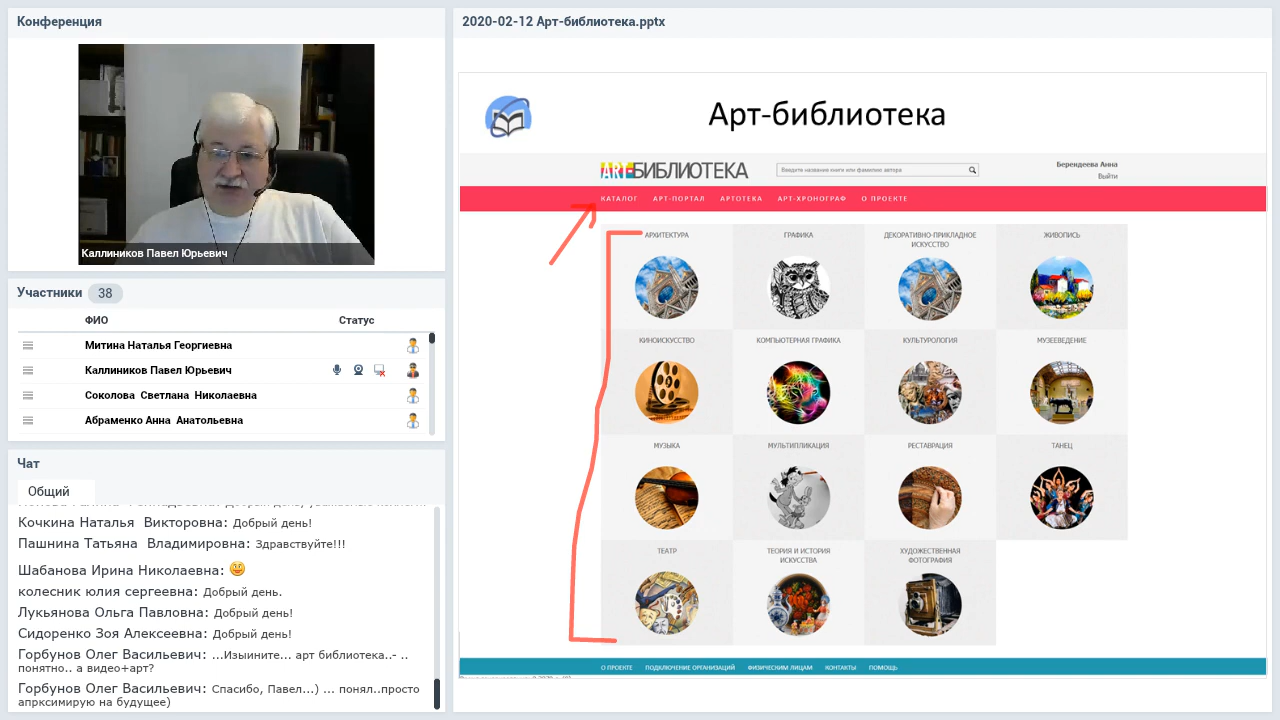 Конференция
Каллиников Павел Юрьевич
Участники 38
ФИО Статус
Митина Наталья Георгиевна
Каллиников Павел Юрьевич
Соколова Светлана Николаевна
Абраменко Анна Анатольевна
Чат
Общий
Кочкина Наталья Викторовна: Добрый день!
Пашнина Татьяна Владимировна: Здравствуйте!!!
Шабанова Ирина Николаевна:
колесник юлия сергеевна: Добрый день.
Лукьянова Ольга Павловна: Добрый день!
Сидоренко Зоя Алексеевна: Добрый день!
Горбунов Олег Васильевич: ...Изыините... арт библиотека..- ..
понятно.. а видео+арт?
Горбунов Олег Васильевич: Спасибо, Павел...) ... понял..просто
апрксимирую на будущее)
2020-02-12 Арт-библиотека.pptx
Арт-библиотека
ARTБИБЛИОТЕКА
Введите название книги или фамилию автора
Берендеева Анна
Выйти
КАТАЛОГ АРТ-ПОРТАЛ АРТОТЕКА АРТ-ХРОНОГРАФ О ПРОЕКТЕ
АРХИТЕКТУРА ГРАФИКА ДЕКОРАТИВНО-ПРИКЛАДНОЕ ЖИВОПИСЬ
ИСКУССТВО
КИНОИСКУССТВО КОМПЬЮТЕРНАЯ ГРАФИКА КУЛЬТУРОЛОГИЯ МУЗЕЕВЕДЕНИЕ
МУЗЫКА МУЛЬТИПЛИКАЦИЯ РЕСТАВРАЦИЯ ТАНЕЦ
ТЕАТР ТЕОРИЯ И ИСТОРИЯ ХУДОЖЕСТВЕННАЯ
ИСКУССТВА ФОТОГРАФИЯ
О ПРОЕКТЕ ПОДКЛЮЧЕНИЕ ОРГАНИЗАЦИЙ ФИЗИЧЕСКИМ ЛИЦАМ КОНТАКТЫ ПОМОЩЬ